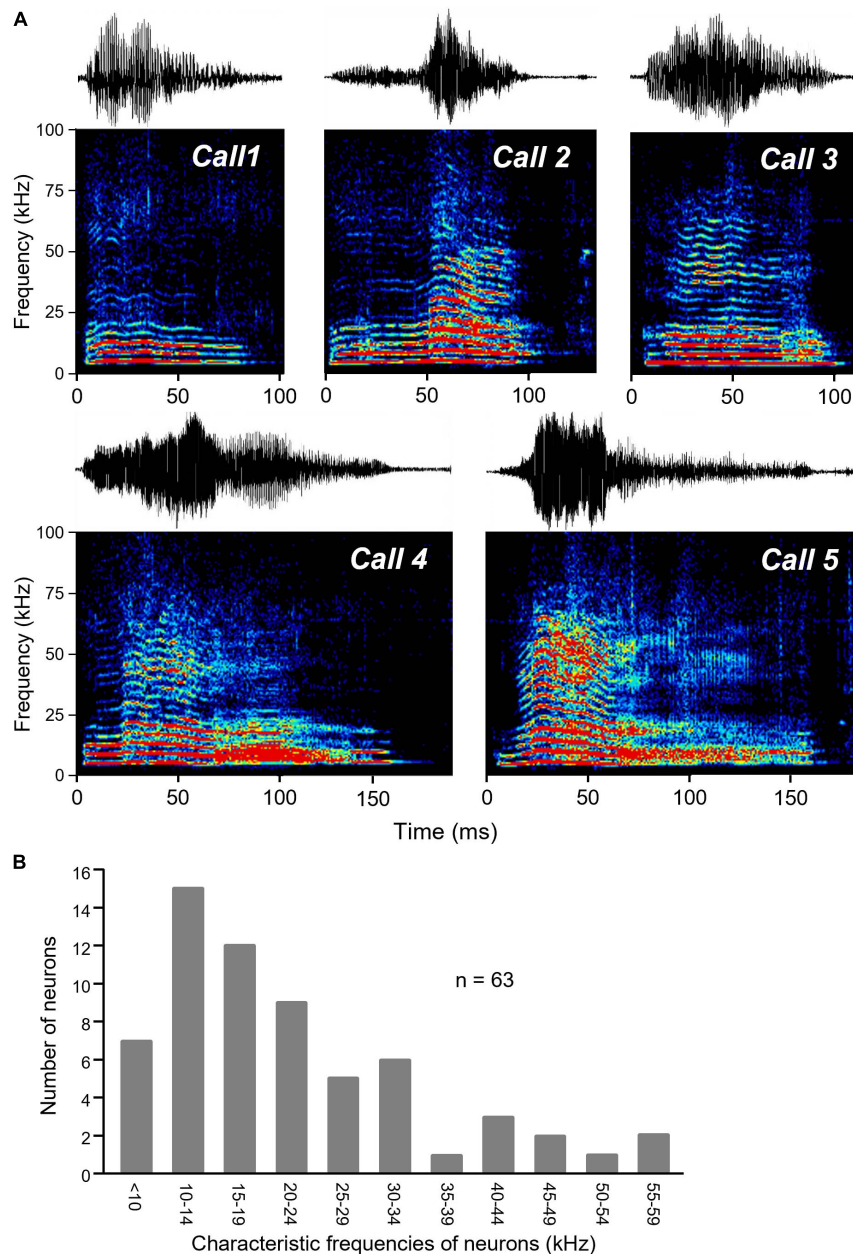 A
Call1
Call 2
Call 3
Frequency (kHz)
100
75
50
25
0
0 50 100
0 50 100
0 50 100
Call 4
Call 5
Frequency (kHz)
100
75
50
25
0
0 50 100 150
0 50 100 150
Time (ms)
B
Number of neurons
16
14
12
10
8
6
4
2
0
n = 63
<10 10-14 15-19 20-24 25-29 30-34 35-39 40-44 45-49 50-54 55-59
Characteristic frequencies of neurons (kHz)